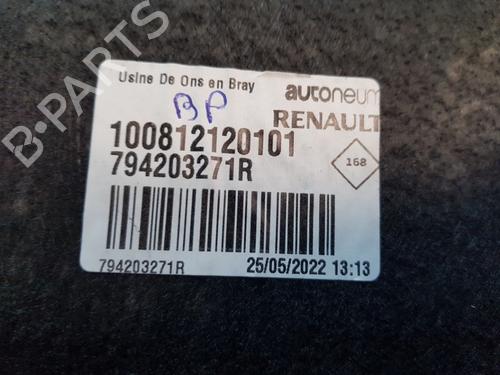 Usine De Ons en Bray
autoneum
BP
RENAULT
100812120101
168
794203271R
794203271R
25/05/2022 13:13
B-PARTS